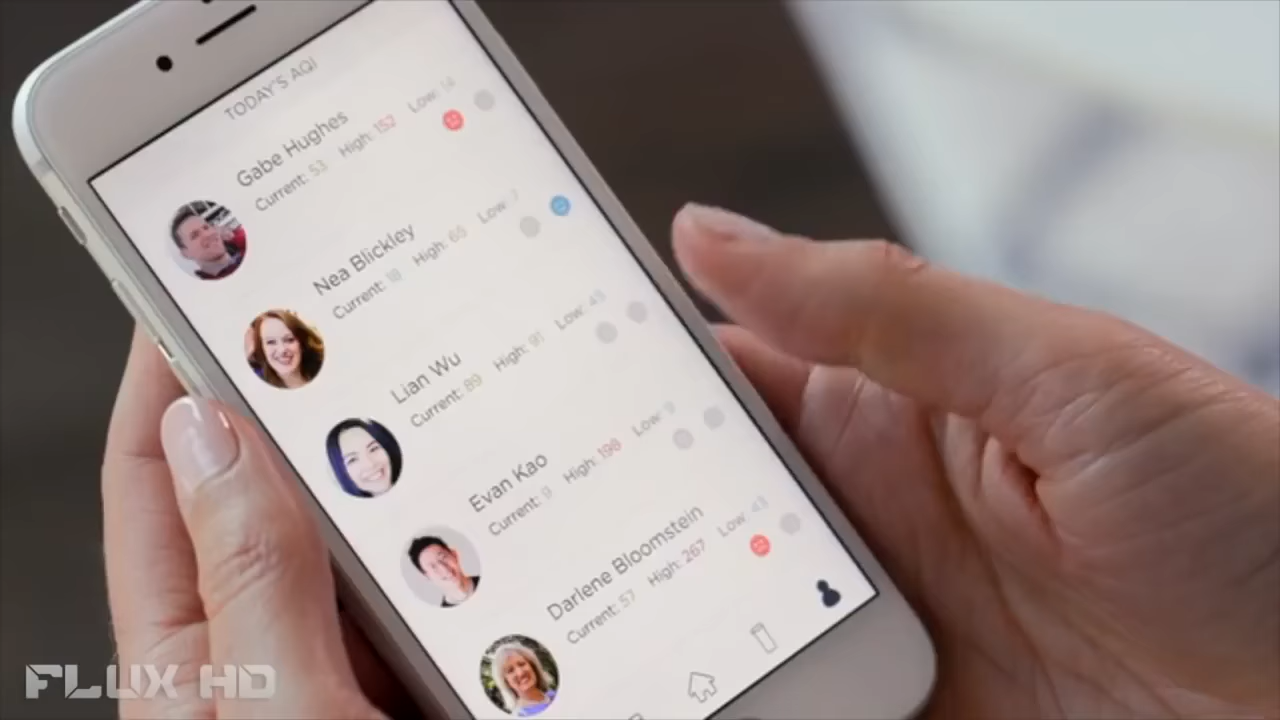 TODAY'S AQI
Gabe Hughes
Current: 53 High: 152 Low: 14
Nea Blickley
Current: 18 High: 65 Low: 7
Lian Wu
Current: 89 High: 91 Low: 43
Evan Kao
Current: 9 High: 198 Low: 9
Darlene Bloomstein
Current: 57 High: 267 Low: 43
FLUX HD